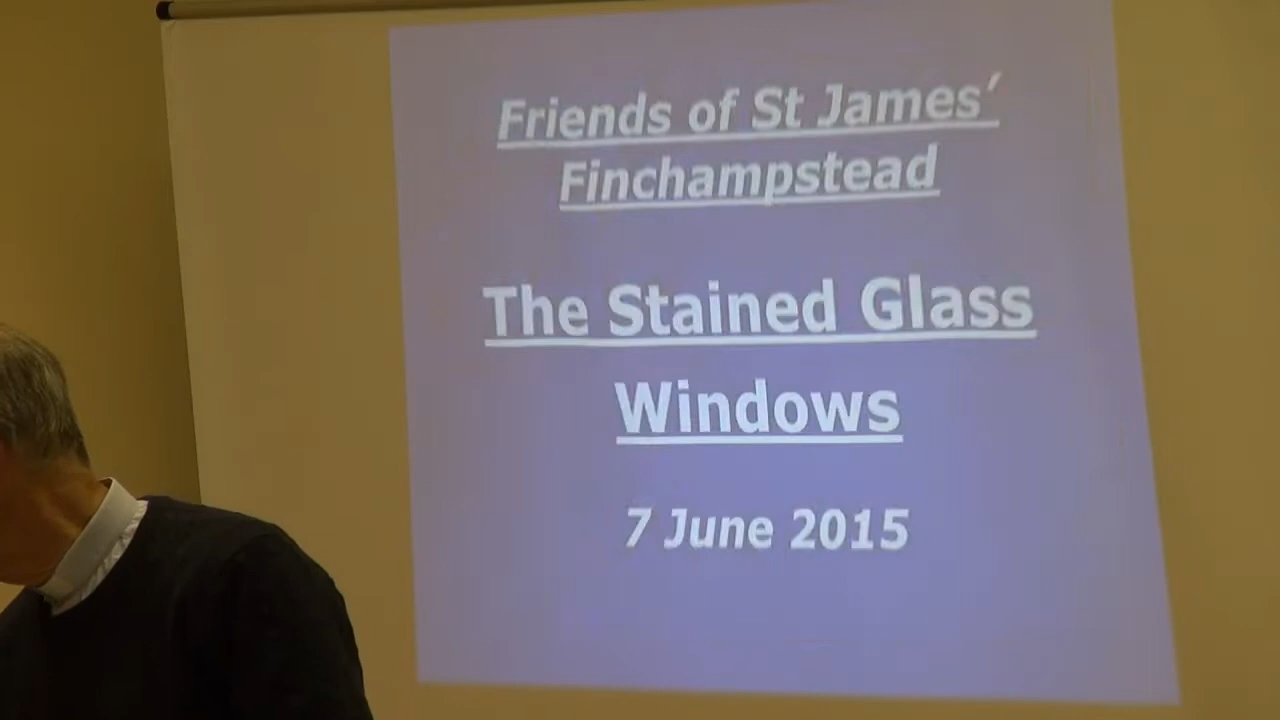 Friends of St James’
Finchampstead
The Stained Glass
Windows
7 June 2015